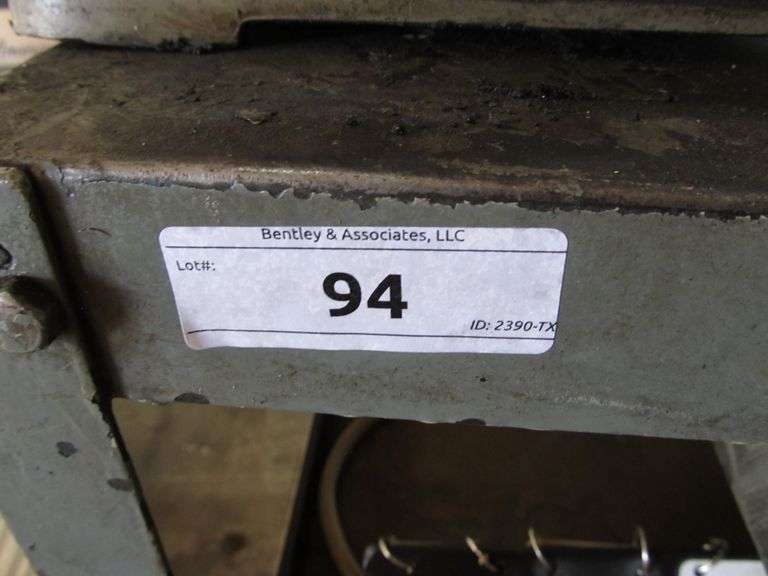 Bentley & Associates, LLC
Lot#:
94
ID: 2390-TX